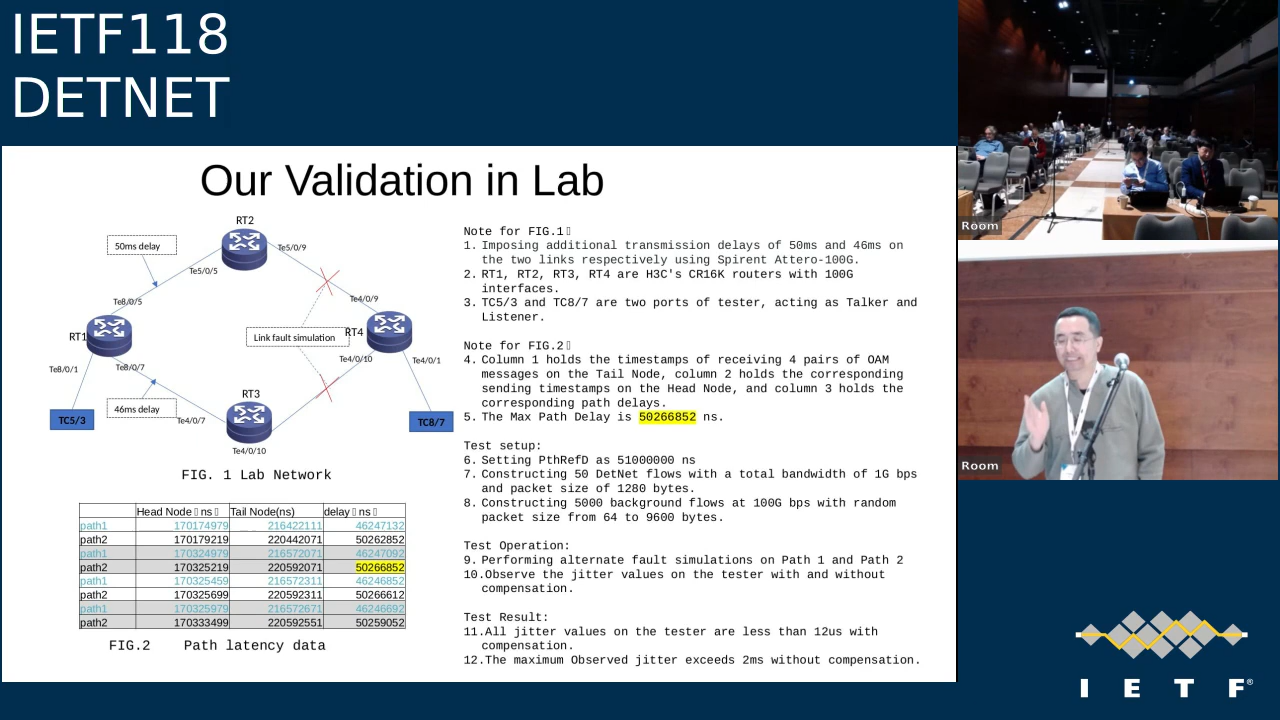 IETF118
DETNET
Our Validation in Lab
RT2
50ms delay
Te5/0/9
Te5/0/5
Te8/0/5
Te4/0/9
RT1
Link fault simulation
RT4
Te8/0/1
Te8/0/7
Te4/0/10
Te4/0/1
RT3
46ms delay
Te4/0/7
TC5/3
TC8/7
Te4/0/10
FIG. 1 Lab Network
Head Node ns Tail Node(ns) delay ns
path1 170174979 216422111 46247132
path2 170179219 220442071 50262852
path1 170324979 216572071 46247092
path2 170325219 220592071 50266852
path1 170325459 216572311 46246852
path2 170325699 220592311 50266612
path1 170325979 216572671 46246692
path2 170333499 220592551 50259052
FIG.2 Path latency data
Note for FIG.1
1. Imposing additional transmission delays of 50ms and 46ms on
the two links respectively using Spirent Attero-100G.
2. RT1, RT2, RT3, RT4 are H3C's CR16K routers with 100G
interfaces.
3. TC5/3 and TC8/7 are two ports of tester, acting as Talker and
Listener.
Note for FIG.2
4. Column 1 holds the timestamps of receiving 4 pairs of OAM
messages on the Tail Node, column 2 holds the corresponding
sending timestamps on the Head Node, and column 3 holds the
corresponding path delays.
5. The Max Path Delay is 50266852 ns.
Test setup:
6. Setting PthRefD as 51000000 ns
7. Constructing 50 DetNet flows with a total bandwidth of 1G bps
and packet size of 1280 bytes.
8. Constructing 5000 background flows at 100G bps with random
packet size from 64 to 9600 bytes.
Test Operation:
9. Performing alternate fault simulations on Path 1 and Path 2
10.Observe the jitter values on the tester with and without
compensation.
Test Result:
11.All jitter values on the tester are less than 12us with
compensation.
12.The maximum Observed jitter exceeds 2ms without compensation.
Room
Room
I E T F®